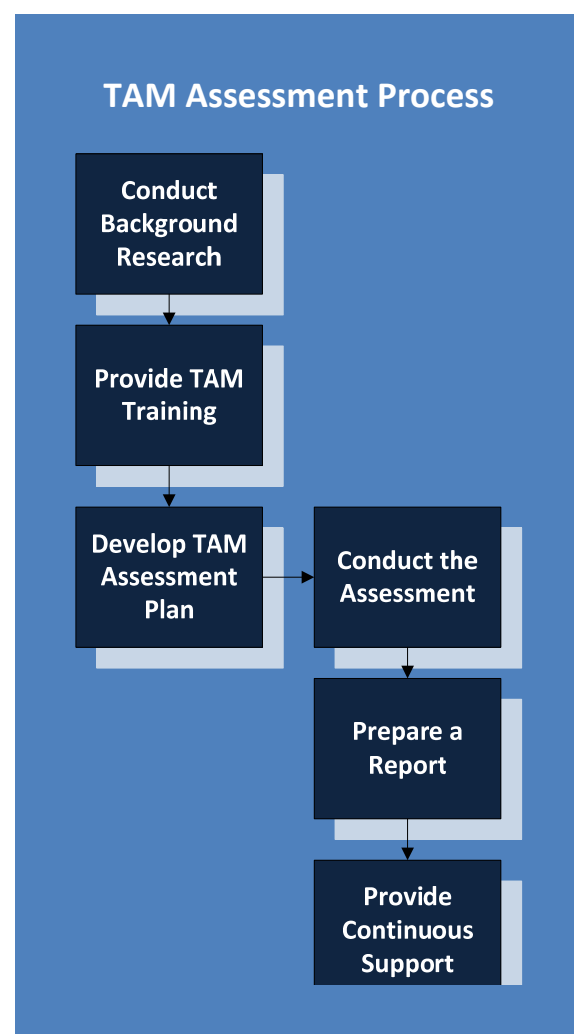 TAM Assessment Process
Conduct
Background
Research
Provide TAM
Training
Develop TAM
Assessment
Plan
Conduct the
Assessment
Prepare a
Report
Provide
Continuous
Support